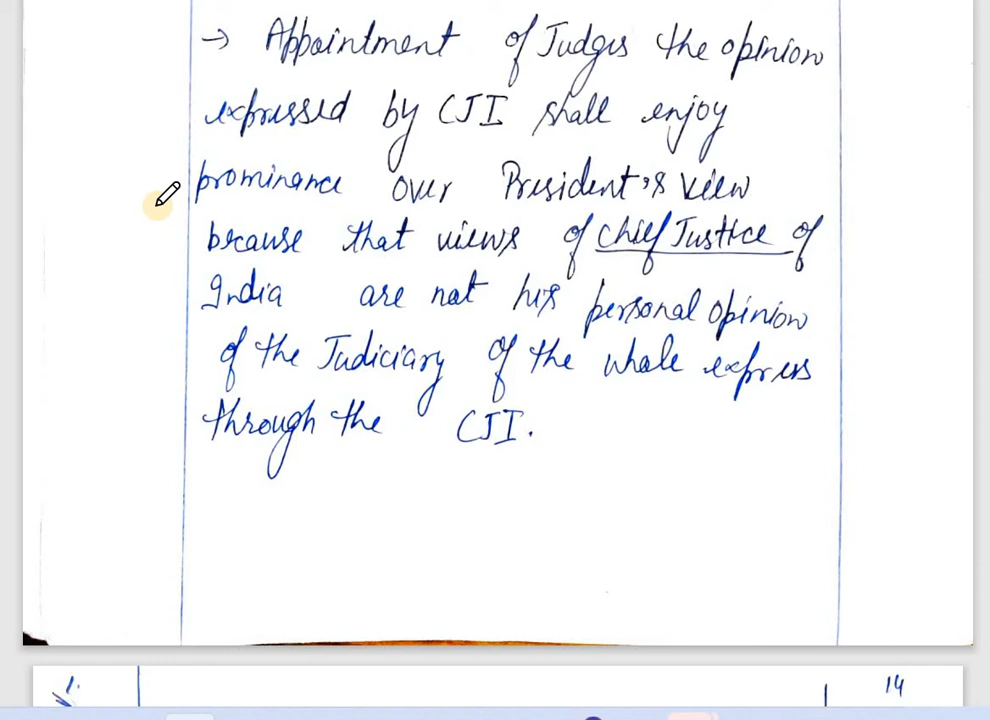 → Appointment of Judges the opinion
expressed by CJI shall enjoy
prominance over President's view
because that views of chief Justice of
India are not his personal opinion
of the Judiciary of the whole express
through the CJI.
1.
14